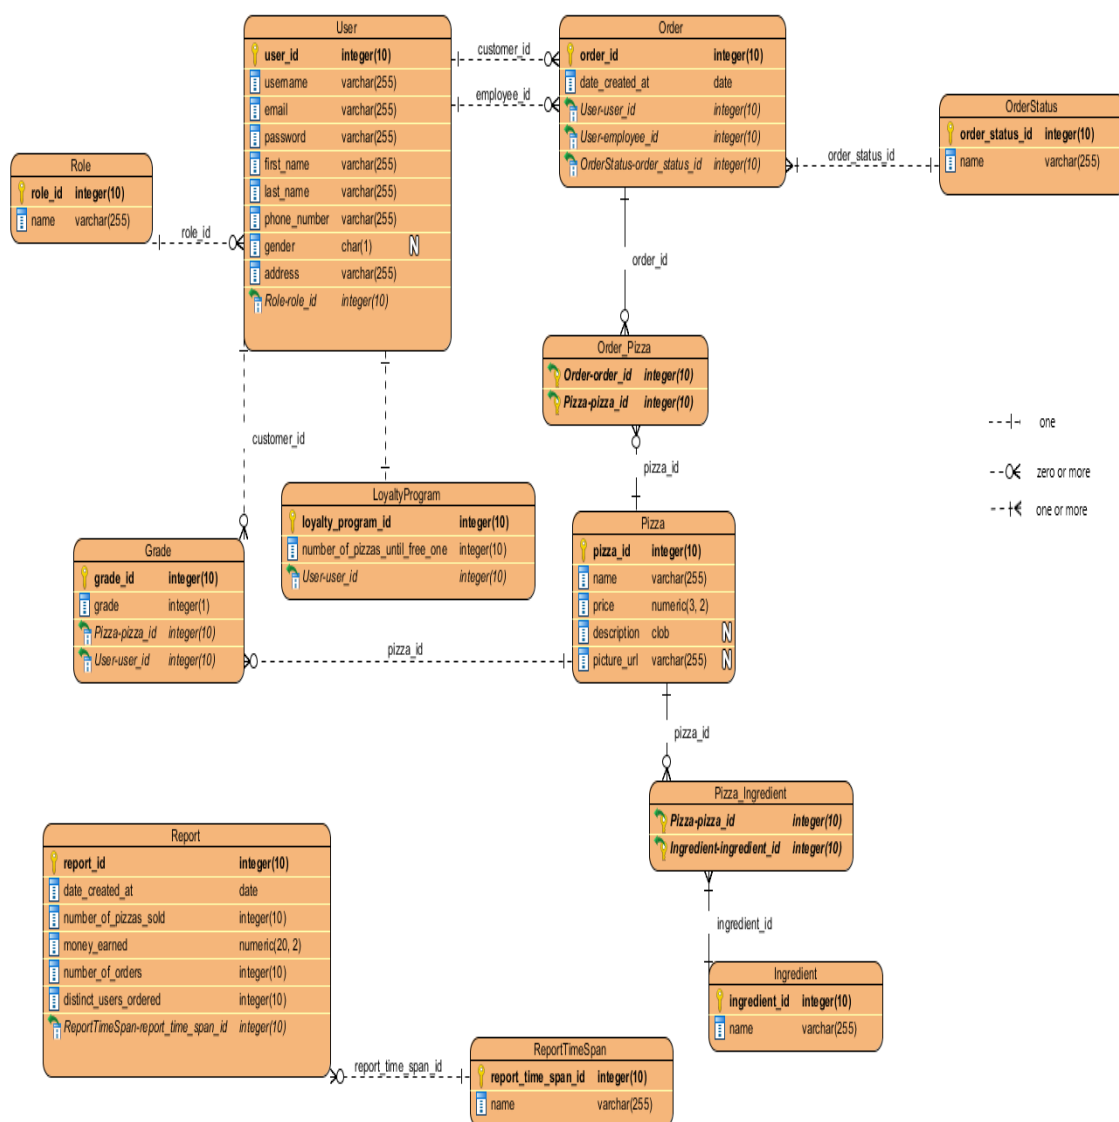 User
user_id integer(10)
username varchar(255)
email varchar(255)
password varchar(255)
first_name varchar(255)
last_name varchar(255)
phone_number varchar(255)
gender char(1) N
address varchar(255)
Role-role_id integer(10)
customer_id
employee_id
Order
order_id integer(10)
date_created_at date
User-user_id integer(10)
User-employee_id integer(10)
OrderStatus-order_status_id integer(10)
OrderStatus
order_status_id integer(10)
name varchar(255)
order_status_id
Role
role_id integer(10)
name varchar(255)
role_id
order_id
Order_Pizza
Order-order_id integer(10)
Pizza-pizza_id integer(10)
one
zero or more
one or more
customer_id
pizza_id
LoyaltyProgram
loyalty_program_id integer(10)
number_of_pizzas_until_free_one integer(10)
User-user_id integer(10)
Pizza
pizza_id integer(10)
name varchar(255)
price numeric(3, 2)
description clob N
picture_url varchar(255) N
Grade
grade_id integer(10)
grade integer(1)
Pizza-pizza_id integer(10)
User-user_id integer(10)
pizza_id
pizza_id
Pizza_Ingredient
Pizza-pizza_id integer(10)
Ingredient-ingredient_id integer(10)
Report
report_id integer(10)
date_created_at date
number_of_pizzas_sold integer(10)
money_earned numeric(20, 2)
number_of_orders integer(10)
distinct_users_ordered integer(10)
ReportTimeSpan-report_time_span_id integer(10)
ingredient_id
Ingredient
ingredient_id integer(10)
name varchar(255)
report_time_span_id
ReportTimeSpan
report_time_span_id integer(10)
name varchar(255)